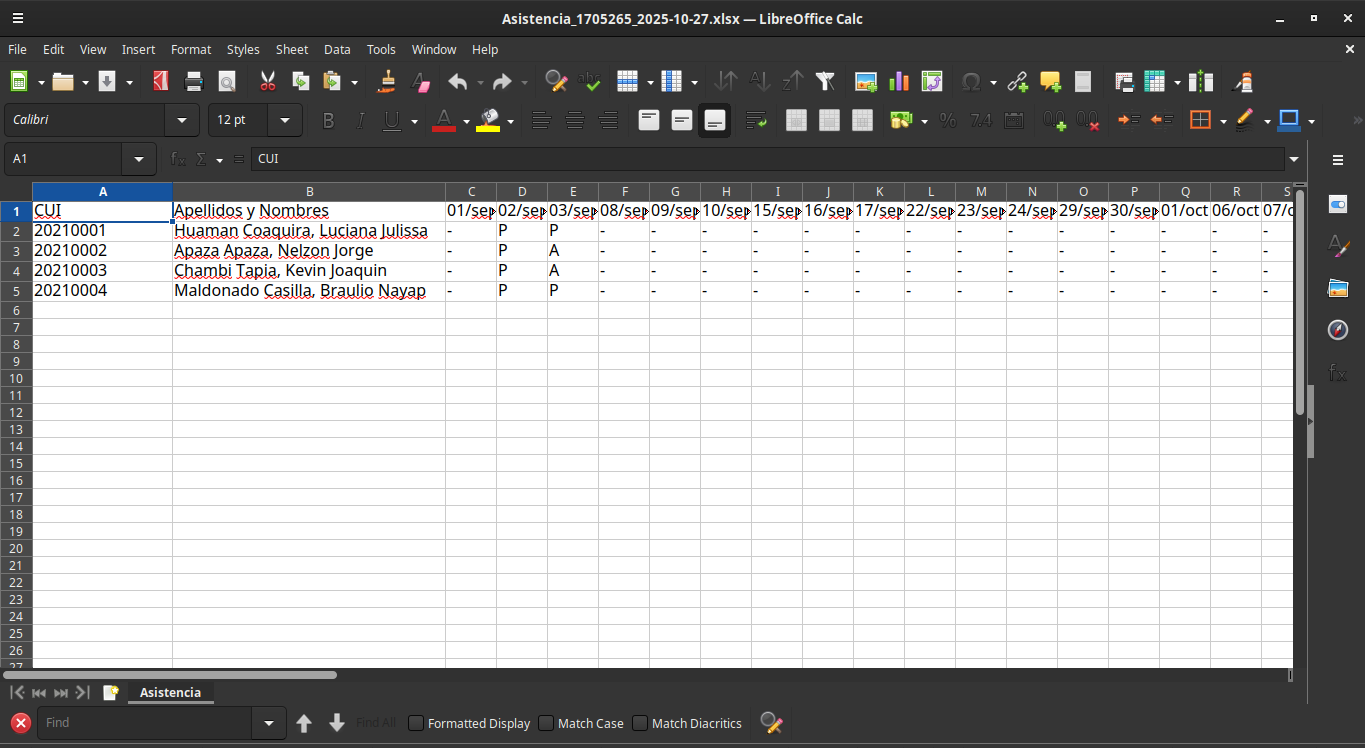 Asistencia_1705265_2025-10-27.xlsx — LibreOffice Calc
File Edit View Insert Format Styles Sheet Data Tools Window Help
Calibri 12 pt
A1 CUI
A B C D E F G H I J K L M N O P Q R S
1 CUI Apellidos y Nombres 01/sep 02/sep 03/sep 08/sep 09/sep 10/sep 15/sep 16/sep 17/sep 22/sep 23/sep 24/sep 29/sep 30/sep 01/oct 06/oct
2 20210001 Huaman Coaquira, Luciana Julissa - P P - - - - - - - - - - - - - -
3 20210002 Apaza Apaza, Nelzon Jorge - P A - - - - - - - - - - - - - -
4 20210003 Chambi Tapia, Kevin Joaquin - P A - - - - - - - - - - - - - -
5 20210004 Maldonado Casilla, Braulio Nayap - P P - - - - - - - - - - - - - -
6
7
8
9
10
11
12
13
14
15
16
17
18
19
20
21
22
23
24
25
26
27
Asistencia
Find Find All Formatted Display Match Case Match Diacritics